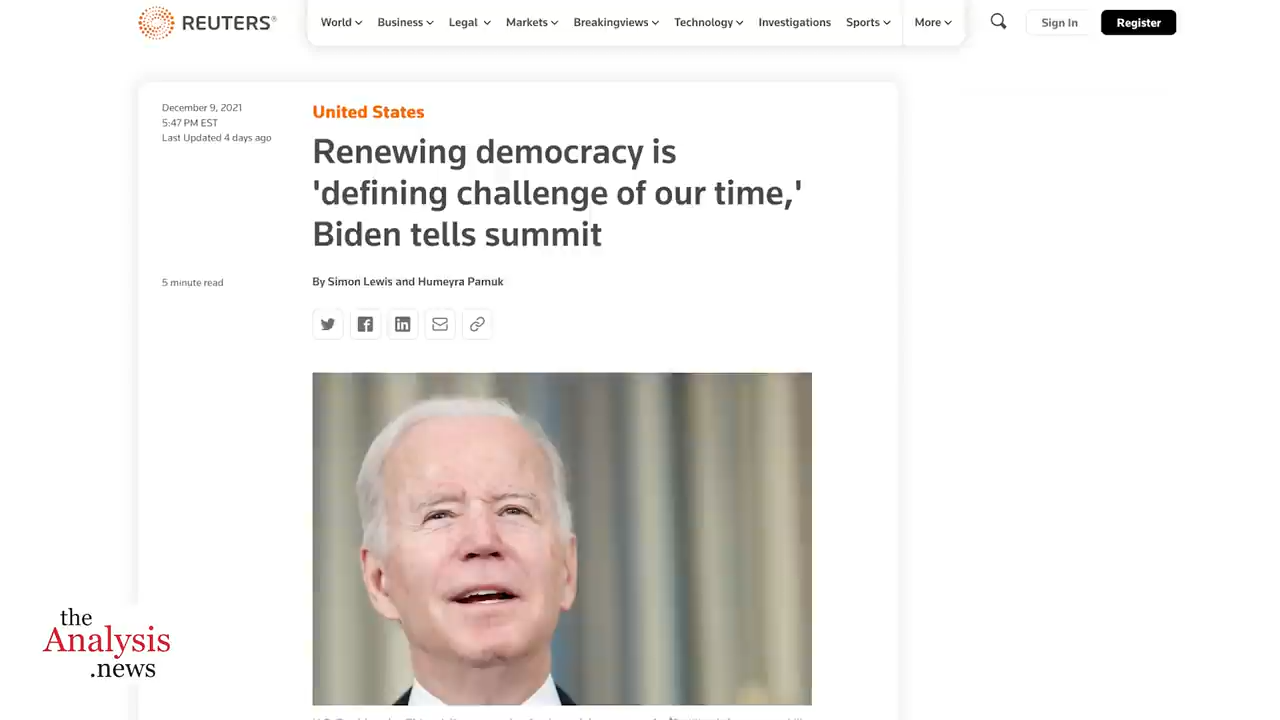 REUTERS®
World
Business
Legal
Markets
Breakingviews
Technology
Investigations
Sports
More
Sign In
Register
December 9, 2021
5:47 PM EST
Last Updated 4 days ago
United States
Renewing democracy is
'defining challenge of our time,'
Biden tells summit
5 minute read
By Simon Lewis and Humeyra Pamuk
the
Analysis
.news